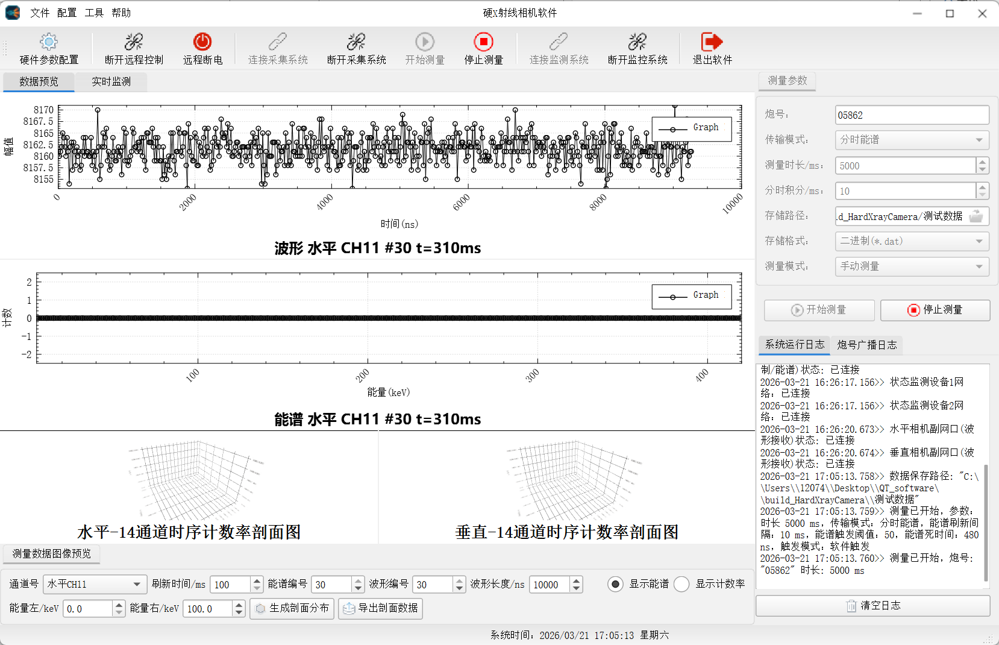 文件 配置 工具 帮助
硬X射线相机软件
硬件参数配置
断开远程控制
远程断电
连接采集系统
断开采集系统
开始测量
停止测量
连接监测系统
断开监控系统
退出软件
数据预览
实时监测
8170
8167.5
8165
8162.5
8160
8157.5
8155
幅值
Graph
0
2000
4000
6000
8000
10000
时间(ns)
波形 水平 CH11 #30 t=310ms
2
1
0
-1
-2
计数
Graph
100
200
300
400
能量(keV)
能谱 水平 CH11 #30 t=310ms
水平-14通道时序计数率剖面图
垂直-14通道时序计数率剖面图
测量数据图像预览
通道号 水平CH11 刷新时间/ms 100 能谱编号 30 波形编号 30 波形长度/ns 10000 显示能谱 显示计数率
能量左/keV 0.0 能量右/keV 100.0 生成剖面分布 导出剖面数据
测量参数
炮号: 05862
传输模式: 分时能谱
测量时长/ms: 5000
分时积分/ms: 10
存储路径: .d_HardXrayCamera/测试数据
存储格式: 二进制(*.dat)
测量模式: 手动测量
开始测量
停止测量
系统运行日志
炮号广播日志
制/能谱)状态: 已连接
2026-03-21 16:26:17.156>> 状态监测设备1网
络: 已连接
2026-03-21 16:26:17.156>> 状态监测设备2网
络: 已连接
2026-03-21 16:26:20.673>> 水平相机副网口(波
形接收)状态: 已连接
2026-03-21 16:26:20.674>> 垂直相机副网口(波
形接收)状态: 已连接
2026-03-21 17:05:13.758>> 数据保存路径: "C:\
\Users\\12074\\Desktop\\QT_software\
\build_HardXrayCamera\\测试数据"
2026-03-21 17:05:13.759>> 测量已开始, 参数:
时长 5000 ms, 传输模式: 分时能谱, 能谱刷新间
隔: 10 ms, 能谱触发阈值: 50, 能谱死时间: 480
ns, 触发模式: 软件触发
2026-03-21 17:05:13.760>> 测量已开始, 炮号:
"05862" 时长: 5000 ms
清空日志
系统时间: 2026/03/21 17:05:13 星期六